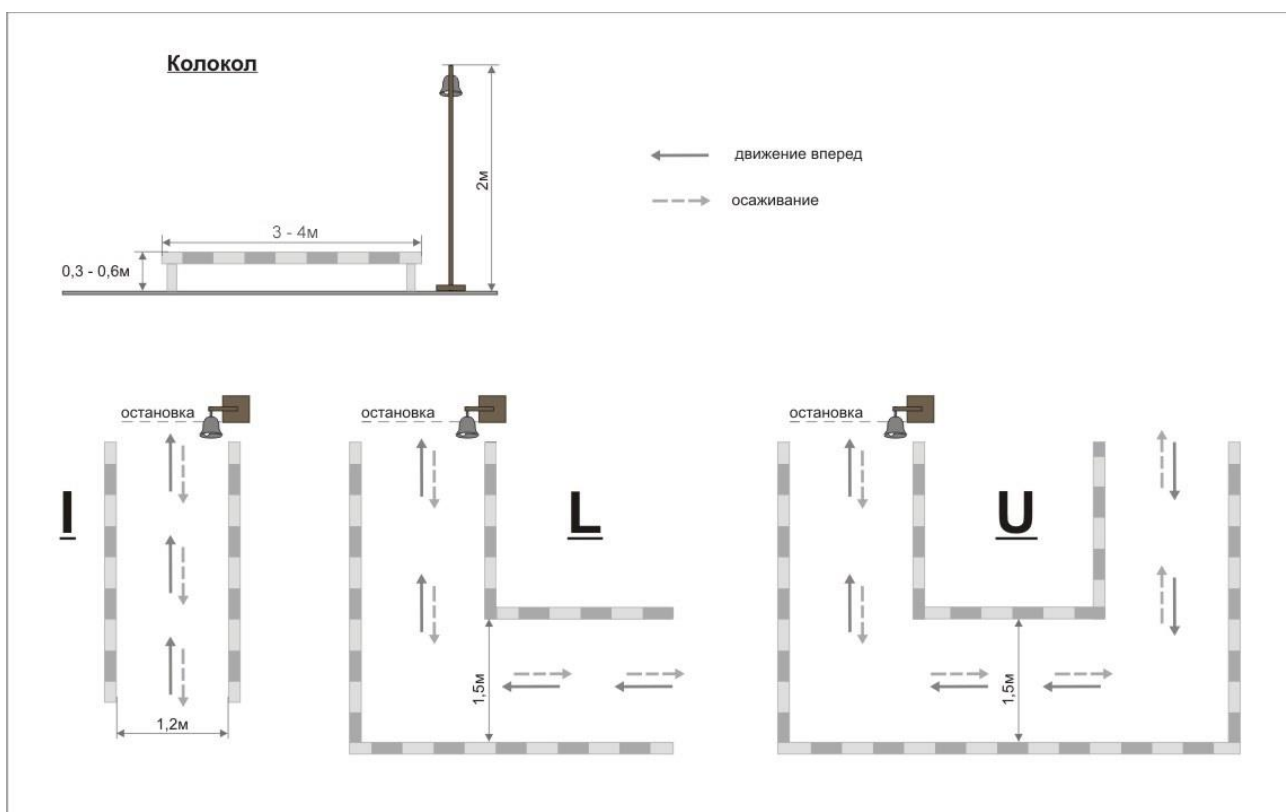 Колокол
2м
движение вперед
осаживание
3 - 4м
0,3 - 0,6м
остановка
остановка
остановка
I
L
U
1,5м
1,5м
1,2м